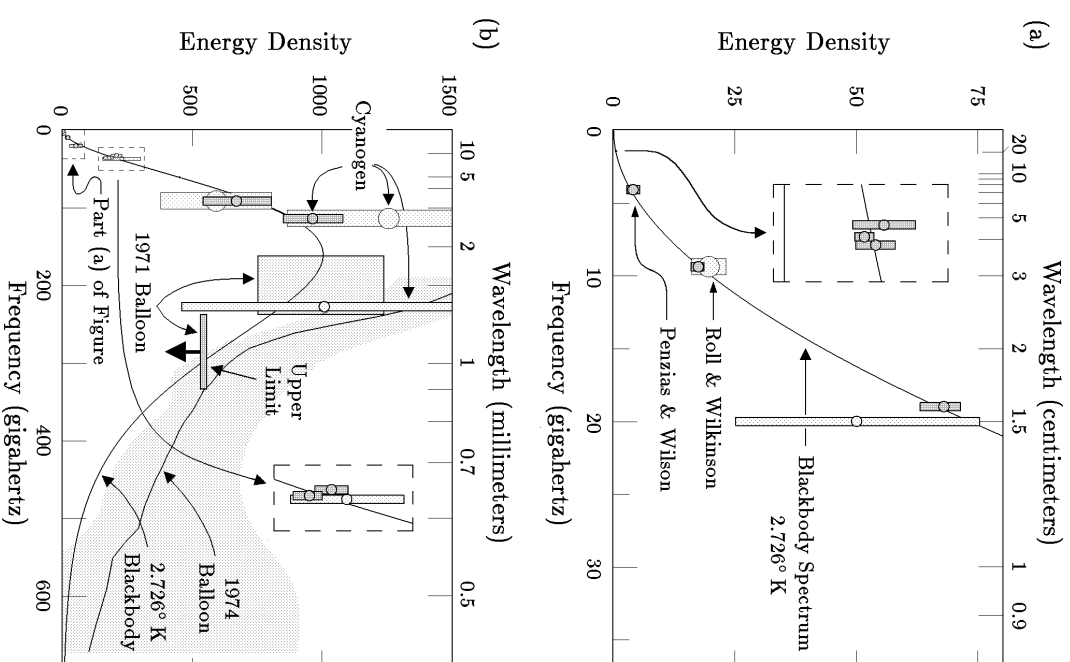 (a)
Wavelength (centimeters)
20
10
5
3
2
1.5
1
0.9
Energy Density
75
50
25
0
Roll & Wilkinson
Penzias & Wilson
Blackbody Spectrum
2.726° K
0
10
20
30
Frequency (gigahertz)
(b)
Wavelength (millimeters)
10
5
2
1
0.7
0.5
Energy Density
1500
1000
500
0
Cyanogen
Upper
Limit
1971 Balloon
Part (a) of Figure
1974
Balloon
2.726° K
Blackbody
0
200
400
600
Frequency (gigahertz)